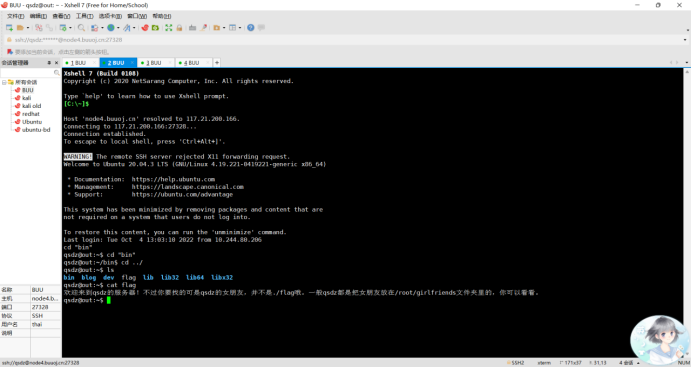 BUU - qsdz@out: ~ - Xshell 7 (Free for Home/School)
文件(F) 编辑(E) 查看(V) 工具(T) 选项卡(B) 窗口(W) 帮助(H)
ssh://qsdz:******@node4.buuoj.cn:27328
要添加当前会话，点击左侧的箭头按钮。
会话管理器
1 BUU
2 BUU
3 BUU
4 BUU
所有会话
BUU
kali
kali old
redhat
Ubuntu
ubuntu-bd
Xshell 7 (Build 0108)
Copyright (c) 2020 NetSarang Computer, Inc. All rights reserved.
Type `help' to learn how to use Xshell prompt.
[C:\~]$
Host 'node4.buuoj.cn' resolved to 117.21.200.166.
Connecting to 117.21.200.166:27328...
Connection established.
To escape to local shell, press 'Ctrl+Alt+]'.
WARNING! The remote SSH server rejected X11 forwarding request.
Welcome to Ubuntu 20.04.3 LTS (GNU/Linux 4.19.221-0419221-generic x86_64)
* Documentation: https://help.ubuntu.com
* Management: https://landscape.canonical.com
* Support: https://ubuntu.com/advantage
This system has been minimized by removing packages and content that are
not required on a system that users do not log into.
To restore this content, you can run the 'unminimize' command.
Last login: Tue Oct 4 13:03:10 2022 from 10.244.80.206
cd "bin"
qsdz@out:~$ cd "bin"
qsdz@out:~/bin$ cd ../
qsdz@out:~$ ls
bin blog dev flag lib lib32 lib64 libx32
qsdz@out:~$ cat flag
欢迎来到qsdz的服务器！不过你要找的可是qsdz的女朋友，并不是./flag哦，一般qsdz都是把女朋友放在/root/girlfriends文件夹里的，你可以看看。
qsdz@out:~$
名称 BUU
主机 node4.b...
端口 27328
协议 SSH
用户名 thai
说明
ssh://qsdz@node4.buuoj.cn:27328
SSH2
xterm
171x37
31,13
4 会话
NUM